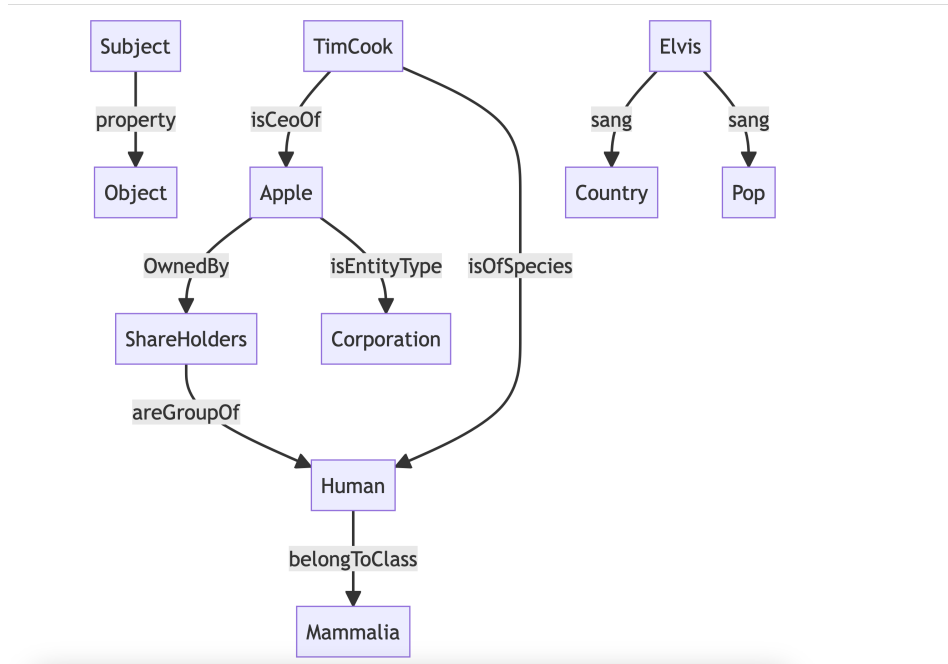 Subject
TimCook
Elvis
property
isCeoOf
sang
sang
Object
Apple
Country
Pop
OwnedBy
isEntityType
isOfSpecies
ShareHolders
Corporation
areGroupOf
Human
belongToClass
Mammalia